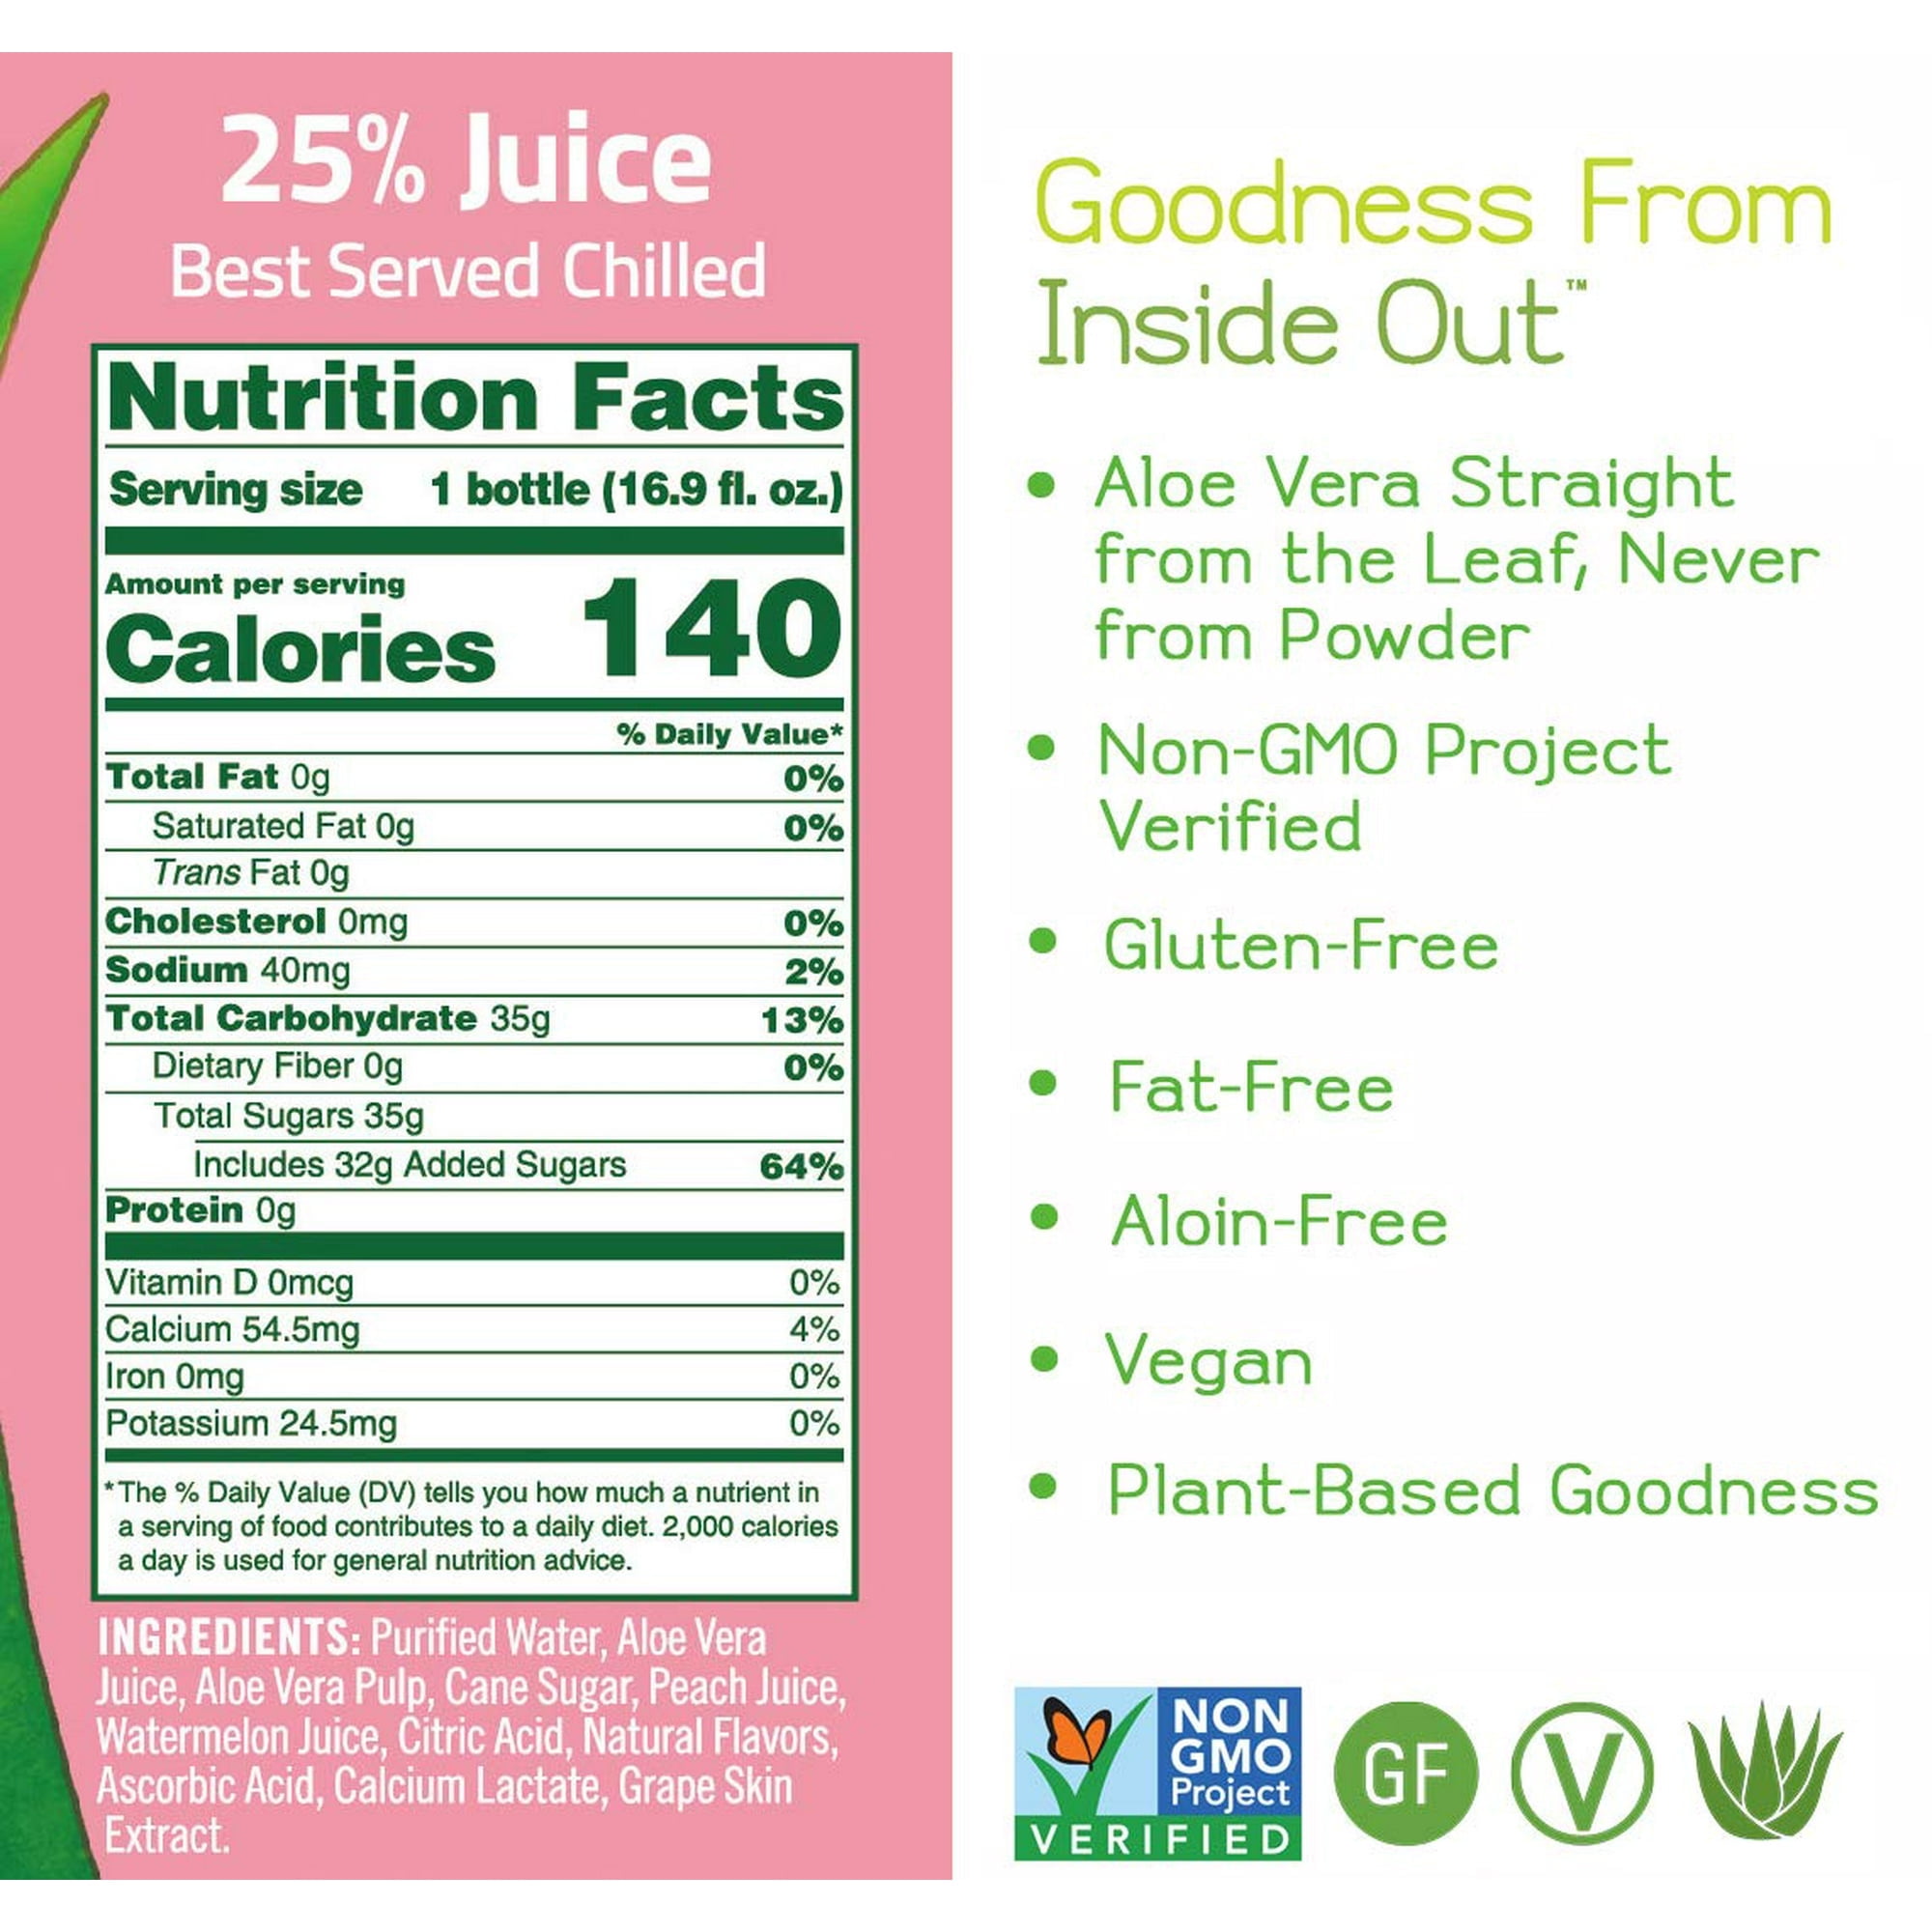 25% Juice
Best Served Chilled
Nutrition Facts
Serving size 1 bottle (16.9 fl. oz.)
Amount per serving
Calories 140
% Daily Value*
Total Fat 0g 0%
Saturated Fat 0g 0%
Trans Fat 0g
Cholesterol 0mg 0%
Sodium 40mg 2%
Total Carbohydrate 35g 13%
Dietary Fiber 0g 0%
Total Sugars 35g
Includes 32g Added Sugars 64%
Protein 0g
Vitamin D 0mcg 0%
Calcium 54.5mg 4%
Iron 0mg 0%
Potassium 24.5mg 0%
*The % Daily Value (DV) tells you how much a nutrient in
a serving of food contributes to a daily diet. 2,000 calories
a day is used for general nutrition advice.
INGREDIENTS: Purified Water, Aloe Vera
Juice, Aloe Vera Pulp, Cane Sugar, Peach Juice,
Watermelon Juice, Citric Acid, Natural Flavors,
Ascorbic Acid, Calcium Lactate, Grape Skin
Extract.
Goodness From
Inside Out™
• Aloe Vera Straight
from the Leaf, Never
from Powder
• Non-GMO Project
Verified
• Gluten-Free
• Fat-Free
• Aloin-Free
• Vegan
• Plant-Based Goodness
NON
GMO
Project
VERIFIED
GF
V